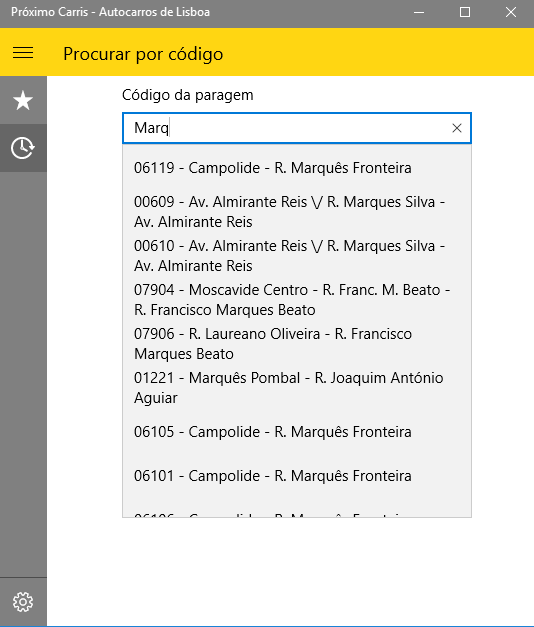 Próximo Carris - Autocarros de Lisboa
Procurar por código
Código da paragem
Marq
06119 - Campolide - R. Marquês Fronteira
00609 - Av. Almirante Reis \/ R. Marques Silva -
Av. Almirante Reis
00610 - Av. Almirante Reis \/ R. Marques Silva -
Av. Almirante Reis
07904 - Moscavide Centro - R. Franc. M. Beato -
R. Francisco Marques Beato
07906 - R. Laureano Oliveira - R. Francisco
Marques Beato
01221 - Marquês Pombal - R. Joaquim António
Aguiar
06105 - Campolide - R. Marquês Fronteira
06101 - Campolide - R. Marquês Fronteira